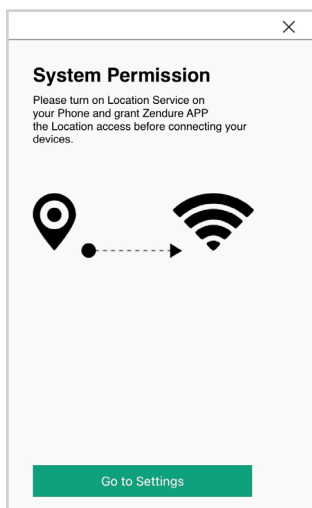 System Permission
Please turn on Location Service on
your Phone and grant Zendure APP
the Location access before connecting your
devices.
Go to Settings